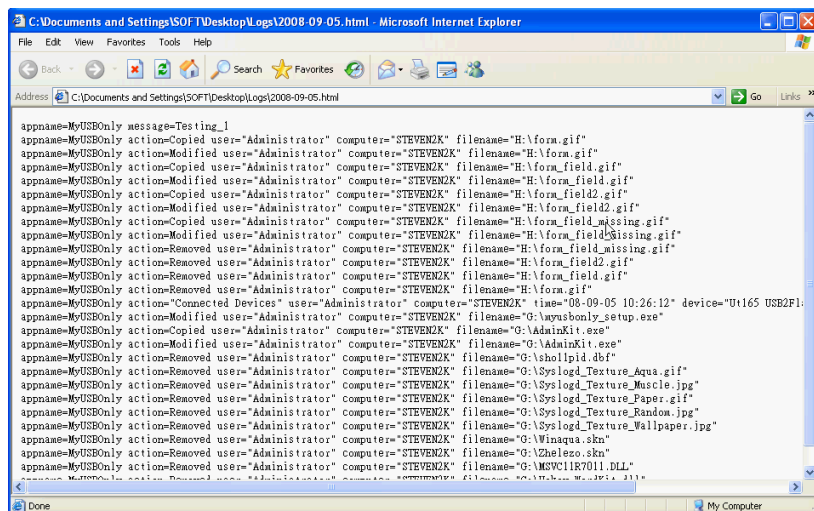 C:\Documents and Settings\SOFT\Desktop\Logs\2008-09-05.html - Microsoft Internet Explorer
File Edit View Favorites Tools Help
Back Search Favorites
Address C:\Documents and Settings\SOFT\Desktop\Logs\2008-09-05.html Go Links »
appname=MyUSBOnly message=Testing_1
appname=MyUSBOnly action=Copied user="Administrator" computer="STEVEN2K" filename="H:\form.gif"
appname=MyUSBOnly action=Modified user="Administrator" computer="STEVEN2K" filename="H:\form.gif"
appname=MyUSBOnly action=Copied user="Administrator" computer="STEVEN2K" filename="H:\form_field.gif"
appname=MyUSBOnly action=Modified user="Administrator" computer="STEVEN2K" filename="H:\form_field.gif"
appname=MyUSBOnly action=Copied user="Administrator" computer="STEVEN2K" filename="H:\form_field2.gif"
appname=MyUSBOnly action=Modified user="Administrator" computer="STEVEN2K" filename="H:\form_field2.gif"
appname=MyUSBOnly action=Copied user="Administrator" computer="STEVEN2K" filename="H:\form_field_missing.gif"
appname=MyUSBOnly action=Modified user="Administrator" computer="STEVEN2K" filename="H:\form_field_missing.gif"
appname=MyUSBOnly action=Removed user="Administrator" computer="STEVEN2K" filename="H:\form_field_missing.gif"
appname=MyUSBOnly action=Removed user="Administrator" computer="STEVEN2K" filename="H:\form_field2.gif"
appname=MyUSBOnly action=Removed user="Administrator" computer="STEVEN2K" filename="H:\form_field.gif"
appname=MyUSBOnly action=Removed user="Administrator" computer="STEVEN2K" filename="H:\form.gif"
appname=MyUSBOnly action="Connected Devices" user="Administrator" computer="STEVEN2K" time="08-09-05 10:26:12" device="Ut165 USB2Fl
appname=MyUSBOnly action=Modified user="Administrator" computer="STEVEN2K" filename="G:\myusbonly_setup.exe"
appname=MyUSBOnly action=Copied user="Administrator" computer="STEVEN2K" filename="G:\AdminKit.exe"
appname=MyUSBOnly action=Modified user="Administrator" computer="STEVEN2K" filename="G:\AdminKit.exe"
appname=MyUSBOnly action=Removed user="Administrator" computer="STEVEN2K" filename="G:\shollpid.dbf"
appname=MyUSBOnly action=Removed user="Administrator" computer="STEVEN2K" filename="G:\Syslogd_Texture_Aqua.gif"
appname=MyUSBOnly action=Removed user="Administrator" computer="STEVEN2K" filename="G:\Syslogd_Texture_Muscle.jpg"
appname=MyUSBOnly action=Removed user="Administrator" computer="STEVEN2K" filename="G:\Syslogd_Texture_Paper.gif"
appname=MyUSBOnly action=Removed user="Administrator" computer="STEVEN2K" filename="G:\Syslogd_Texture_Random.jpg"
appname=MyUSBOnly action=Removed user="Administrator" computer="STEVEN2K" filename="G:\Syslogd_Texture_Wallpaper.jpg"
appname=MyUSBOnly action=Removed user="Administrator" computer="STEVEN2K" filename="G:\Winaqua.skn"
appname=MyUSBOnly action=Removed user="Administrator" computer="STEVEN2K" filename="G:\Zhelezo.skn"
appname=MyUSBOnly action=Removed user="Administrator" computer="STEVEN2K" filename="G:\MSVC11R7011.DLL"
appname=MyUSBOnly action=Removed user="Administrator" computer="STEVEN2K"
Done My Computer